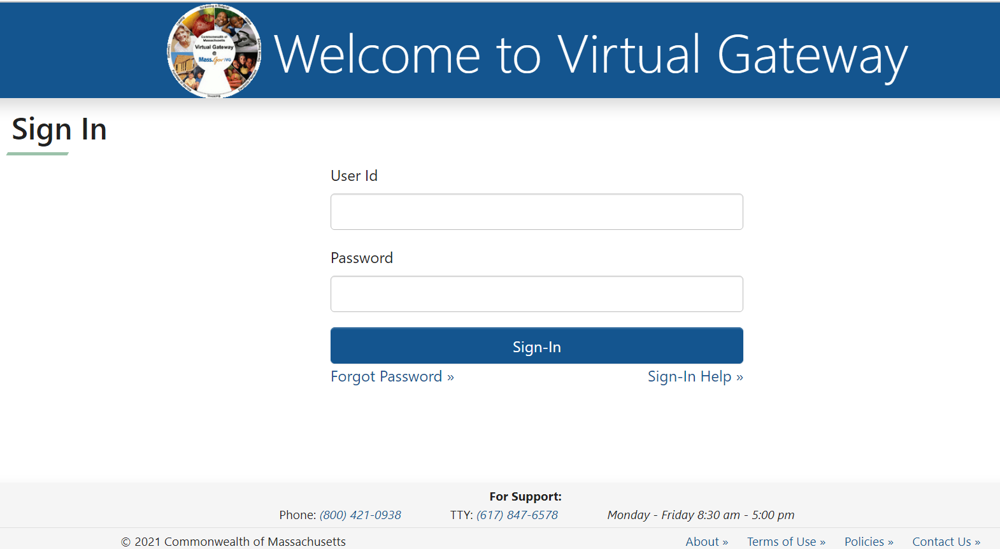 Commonwealth of
Massachusetts
Virtual Gateway
@
Mass.Gov/VG
Welcome to Virtual Gateway
Sign In
User Id
Password
Sign-In
Forgot Password » Sign-In Help »
For Support:
Phone: (800) 421-0938 TTY: (617) 847-6578 Monday - Friday 8:30 am - 5:00 pm
© 2021 Commonwealth of Massachusetts About » Terms of Use » Policies » Contact Us »